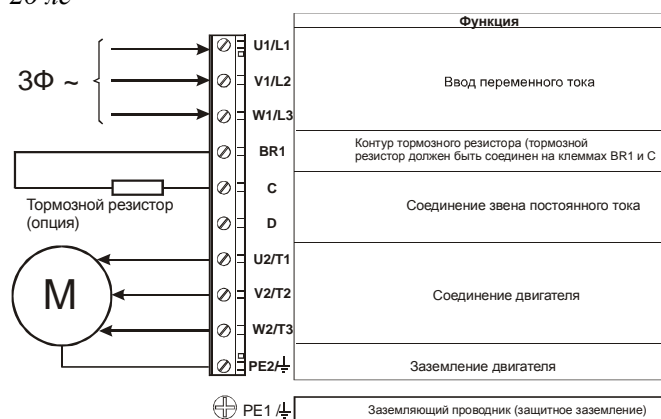 Функция
U1/L1
3Ф ~
V1/L2
Ввод переменного тока
W1/L3
BR1
Контур тормозного резистора (тормозной
резистор должен быть соединен на клеммах BR1 и C
C
Тормозной резистор
(опция)
Соединение звена постоянного тока
D
U2/T1
M
V2/T2
Соединение двигателя
W2/T3
PE2/
Заземление двигателя
PE1 /
Заземляющий проводник (защитное заземление)